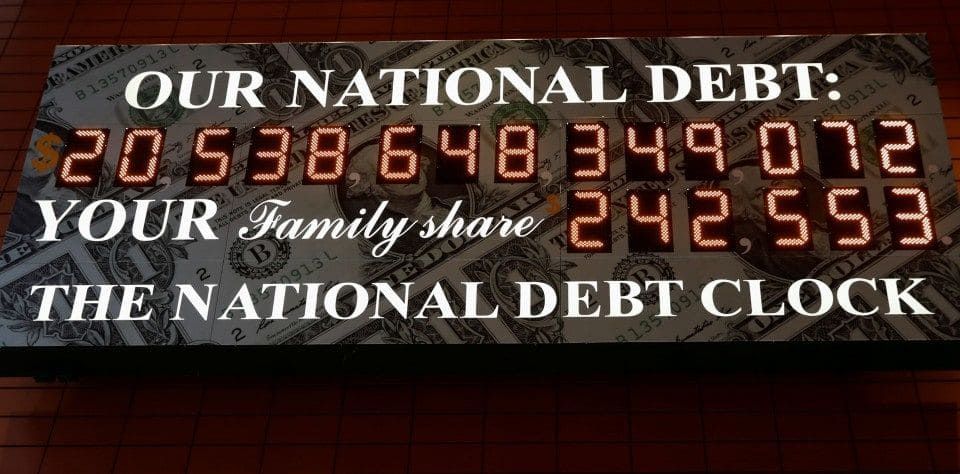 OUR NATIONAL DEBT:
$20,538,648,349,072
YOUR Family share $242,553
THE NATIONAL DEBT CLOCK